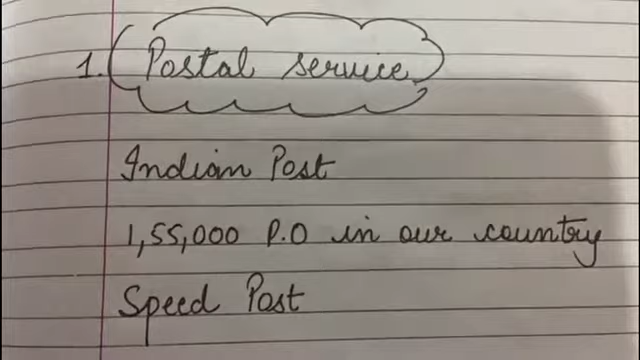 1. Postal service
Indian Post
1,55,000 P.O in our country
Speed Post